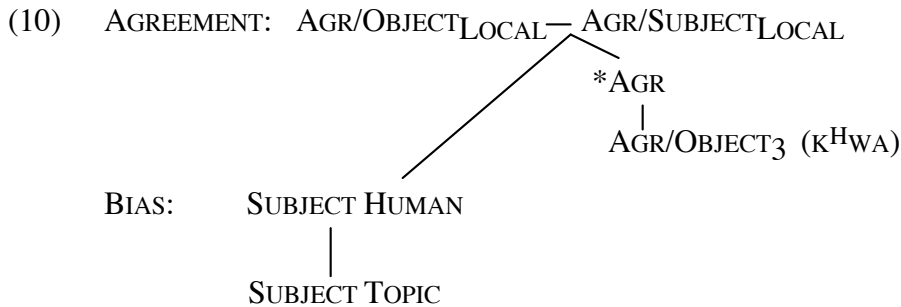 (10) AGREEMENT: AGR/OBJECTLOCAL AGR/SUBJECTLOCAL
*AGR
AGR/OBJECT3 (KHWA)
BIAS: SUBJECT HUMAN
SUBJECT TOPIC